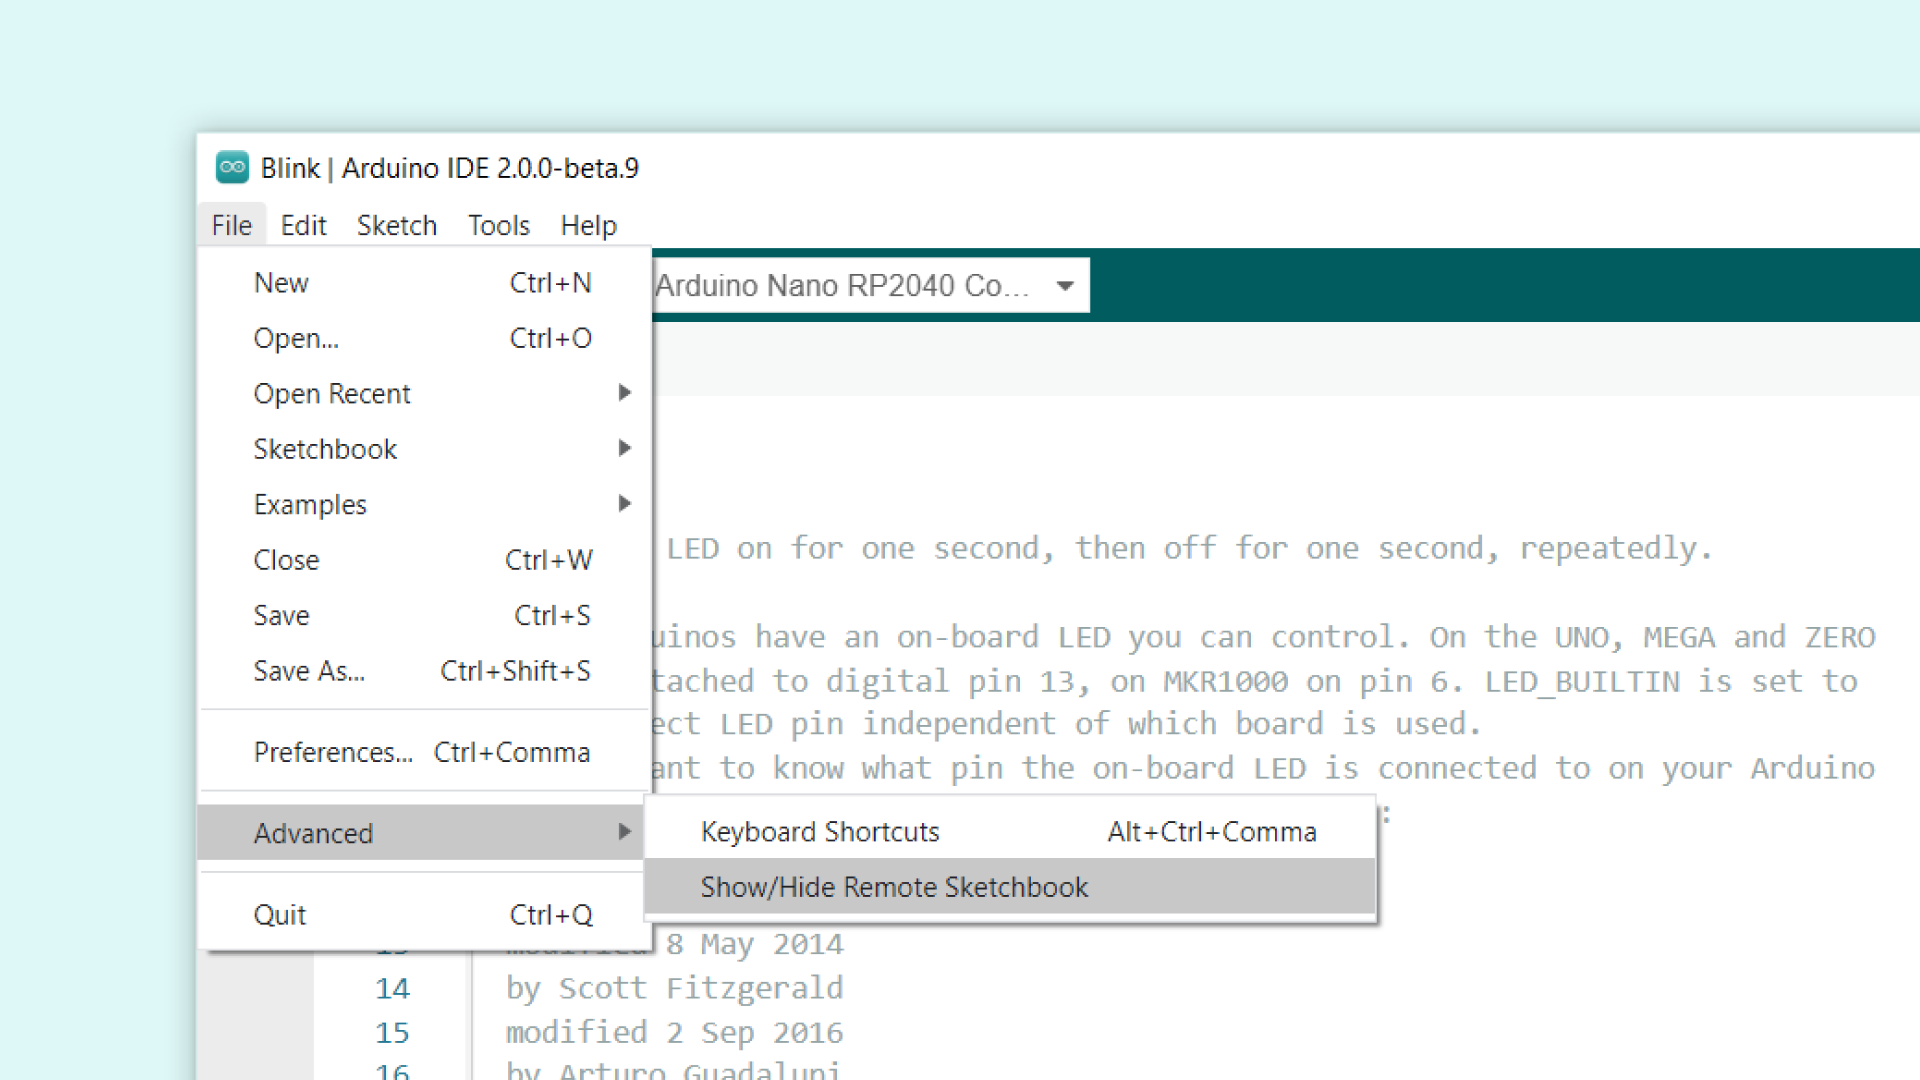 Blink | Arduino IDE 2.0.0-beta.9
File Edit Sketch Tools Help
New Ctrl+N
Arduino Nano RP2040 Co...
Open... Ctrl+O
Open Recent
Sketchbook
Examples
LED on for one second, then off for one second, repeatedly.
Close Ctrl+W
Save Ctrl+S
uinos have an on-board LED you can control. On the UNO, MEGA and ZERO
Save As... Ctrl+Shift+S
tached to digital pin 13, on MKR1000 on pin 6. LED_BUILTIN is set to
ect LED pin independent of which board is used.
Preferences... Ctrl+Comma
ant to know what pin the on-board LED is connected to on your Arduino
:
Advanced
Keyboard Shortcuts Alt+Ctrl+Comma
Show/Hide Remote Sketchbook
Quit Ctrl+Q
13 modified 8 May 2014
14 by Scott Fitzgerald
15 modified 2 Sep 2016
16 by Arturo Guadalupi